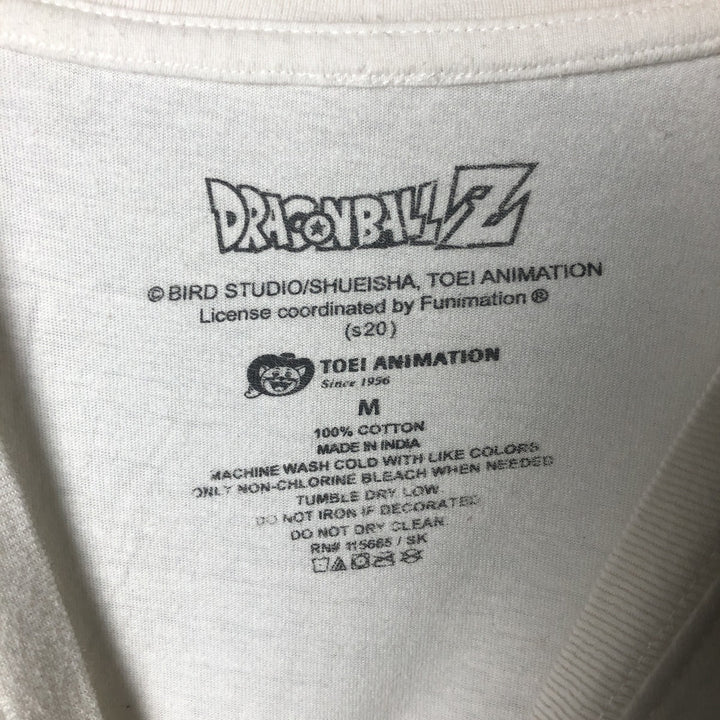 DRAGONBALL Z
© BIRD STUDIO/SHUEISHA, TOEI ANIMATION
License coordinated by Funimation ®
(s20)
TOEI ANIMATION
Since 1956
M
100% COTTON
MADE IN INDIA
MACHINE WASH COLD WITH LIKE COLORS
ONLY NON-CHLORINE BLEACH WHEN NEEDED
TUMBLE DRY LOW
DO NOT IRON IF DECORATED
DO NOT DRY CLEAN
RN# 115665 / SK